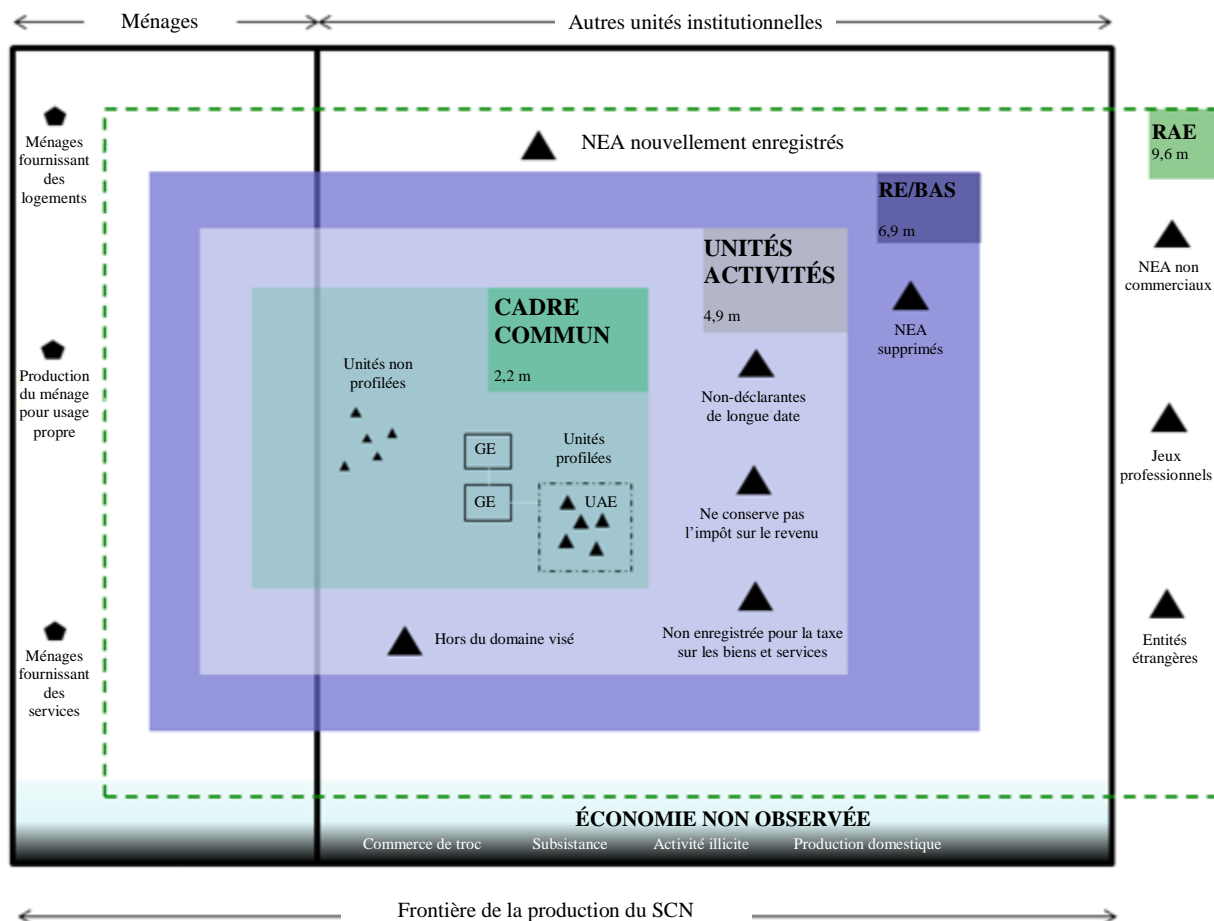 Ménages
Autres unités institutionnelles
Ménages
fournissant
des
logements
NEA nouvellement enregistrés
RAE
9,6 m
RE/BAS
6,9 m
UNITÉS
ACTIVITÉS
4,9 m
NEA non
commerciaux
CADRE
COMMUN
2,2 m
NEA
supprimés
Unités non
profilées
Production
du ménage
pour usage
propre
Non-déclarantes
de longue date
GE
GE
Unités
profilées
UAE
Jeux
professionnels
Ne conserve pas
l’impôt sur le revenu
Ménages
fournissant
des
services
Hors du domaine visé
Non enregistrée pour la taxe
sur les biens et services
Entités
étrangères
ÉCONOMIE NON OBSERVÉE
Commerce de troc
Subsistance
Activité illicite
Production domestique
Frontière de la production du SCN